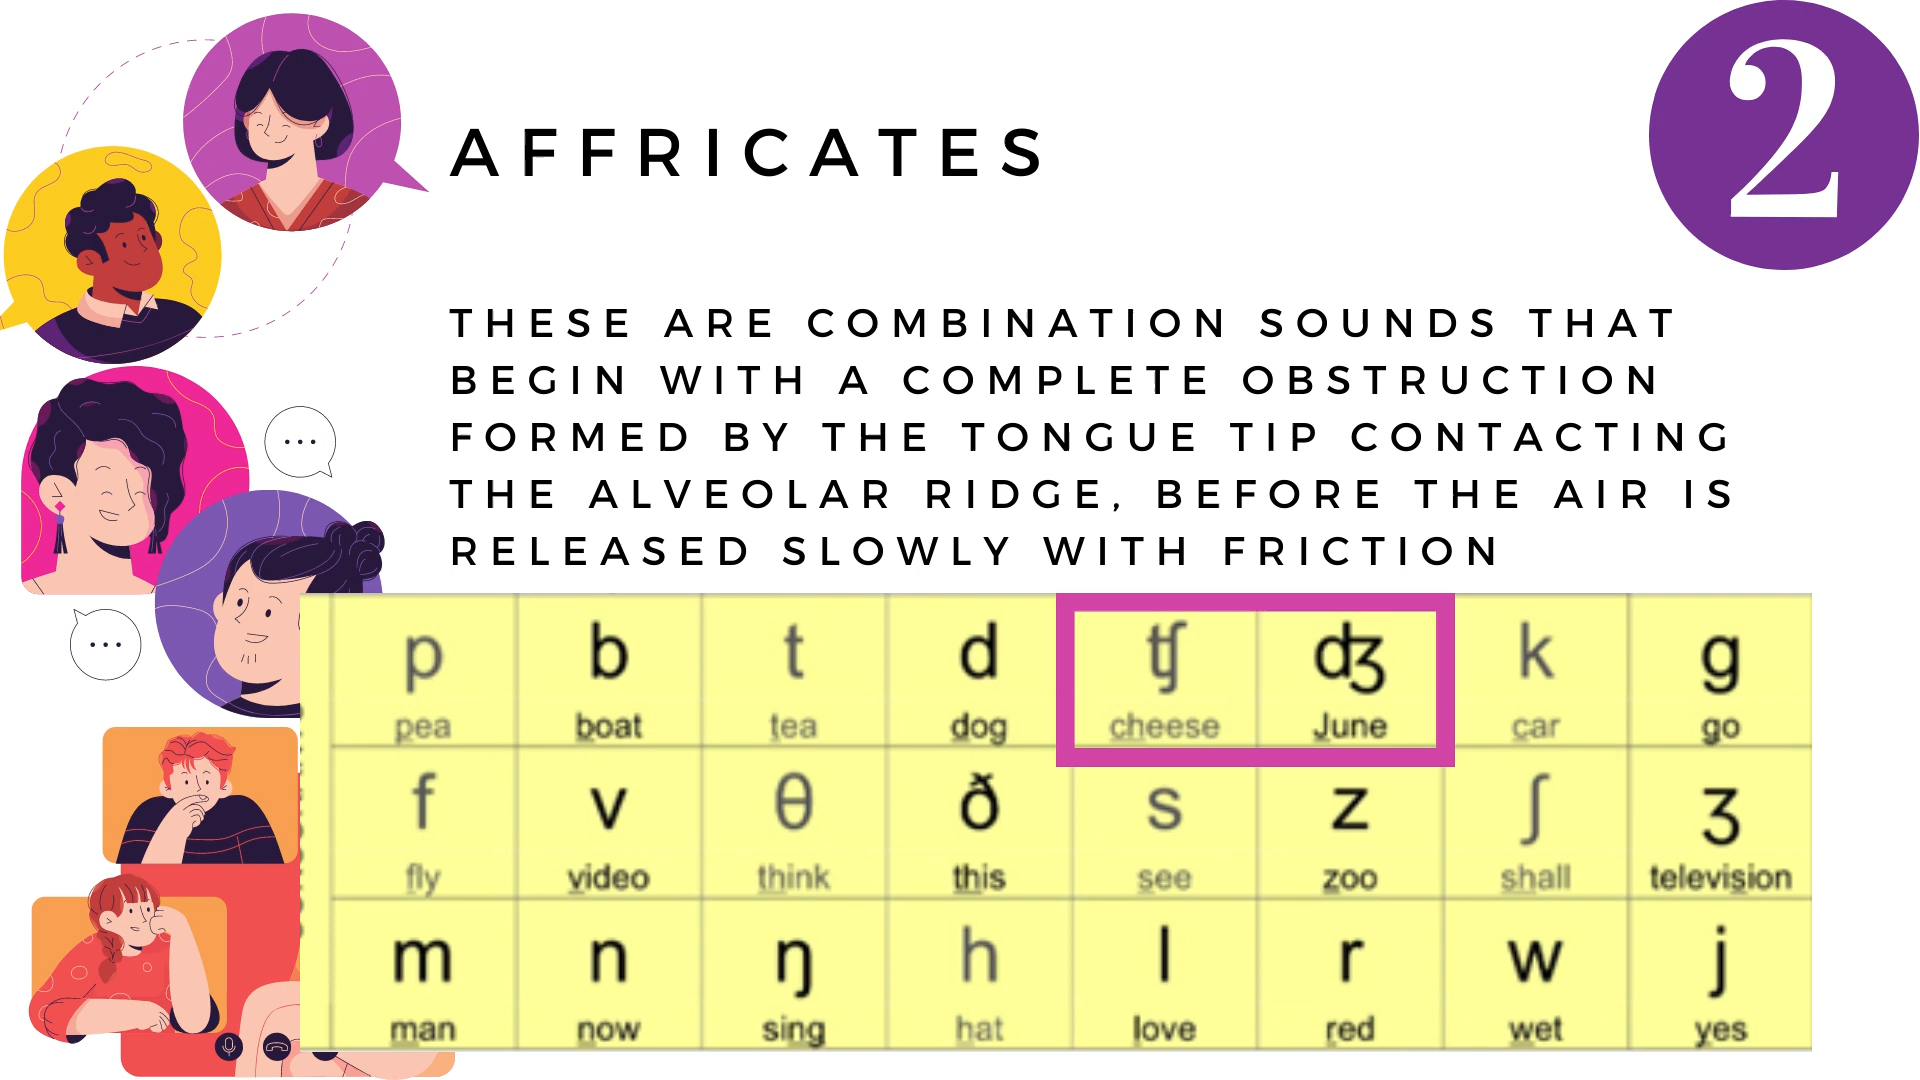 2
AFFRICATES
THESE ARE COMBINATION SOUNDS THAT
BEGIN WITH A COMPLETE OBSTRUCTION
FORMED BY THE TONGUE TIP CONTACTING
THE ALVEOLAR RIDGE, BEFORE THE AIR IS
RELEASED SLOWLY WITH FRICTION
p b t d ʧ ʤ k g
pea boat tea dog cheese June car go
f v θ ð s z ʃ ʒ
fly video think this see zoo shall television
m n ŋ h l r w j
man now sing hat love red wet yes